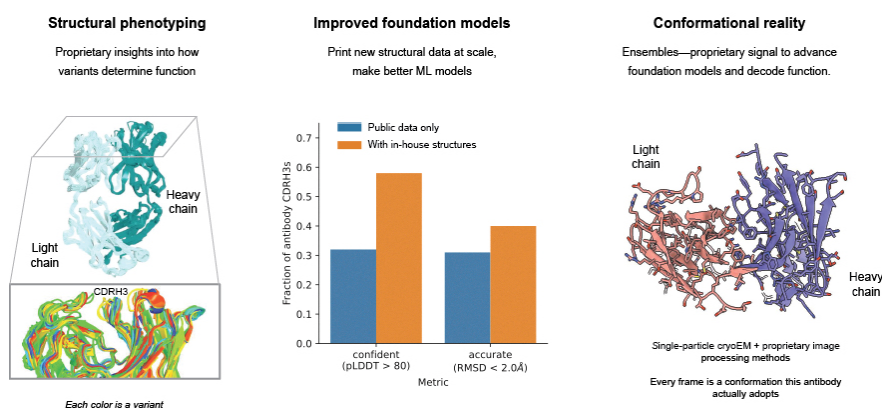 Structural phenotyping
Proprietary insights into how
variants determine function
Light
chain
Heavy
chain
CDRH3
Each color is a variant
Improved foundation models
Print new structural data at scale,
make better ML models
Public data only
With in-house structures
Fraction of antibody CDRH3s
0.7
0.6
0.5
0.4
0.3
0.2
0.1
0.0
confident
(pLDDT > 80)
accurate
(RMSD < 2.0Å)
Metric
Conformational reality
Ensembles—proprietary signal to advance
foundation models and decode function.
Light
chain
Heavy
chain
Single-particle cryoEM + proprietary image
processing methods
Every frame is a conformation this antibody
actually adopts